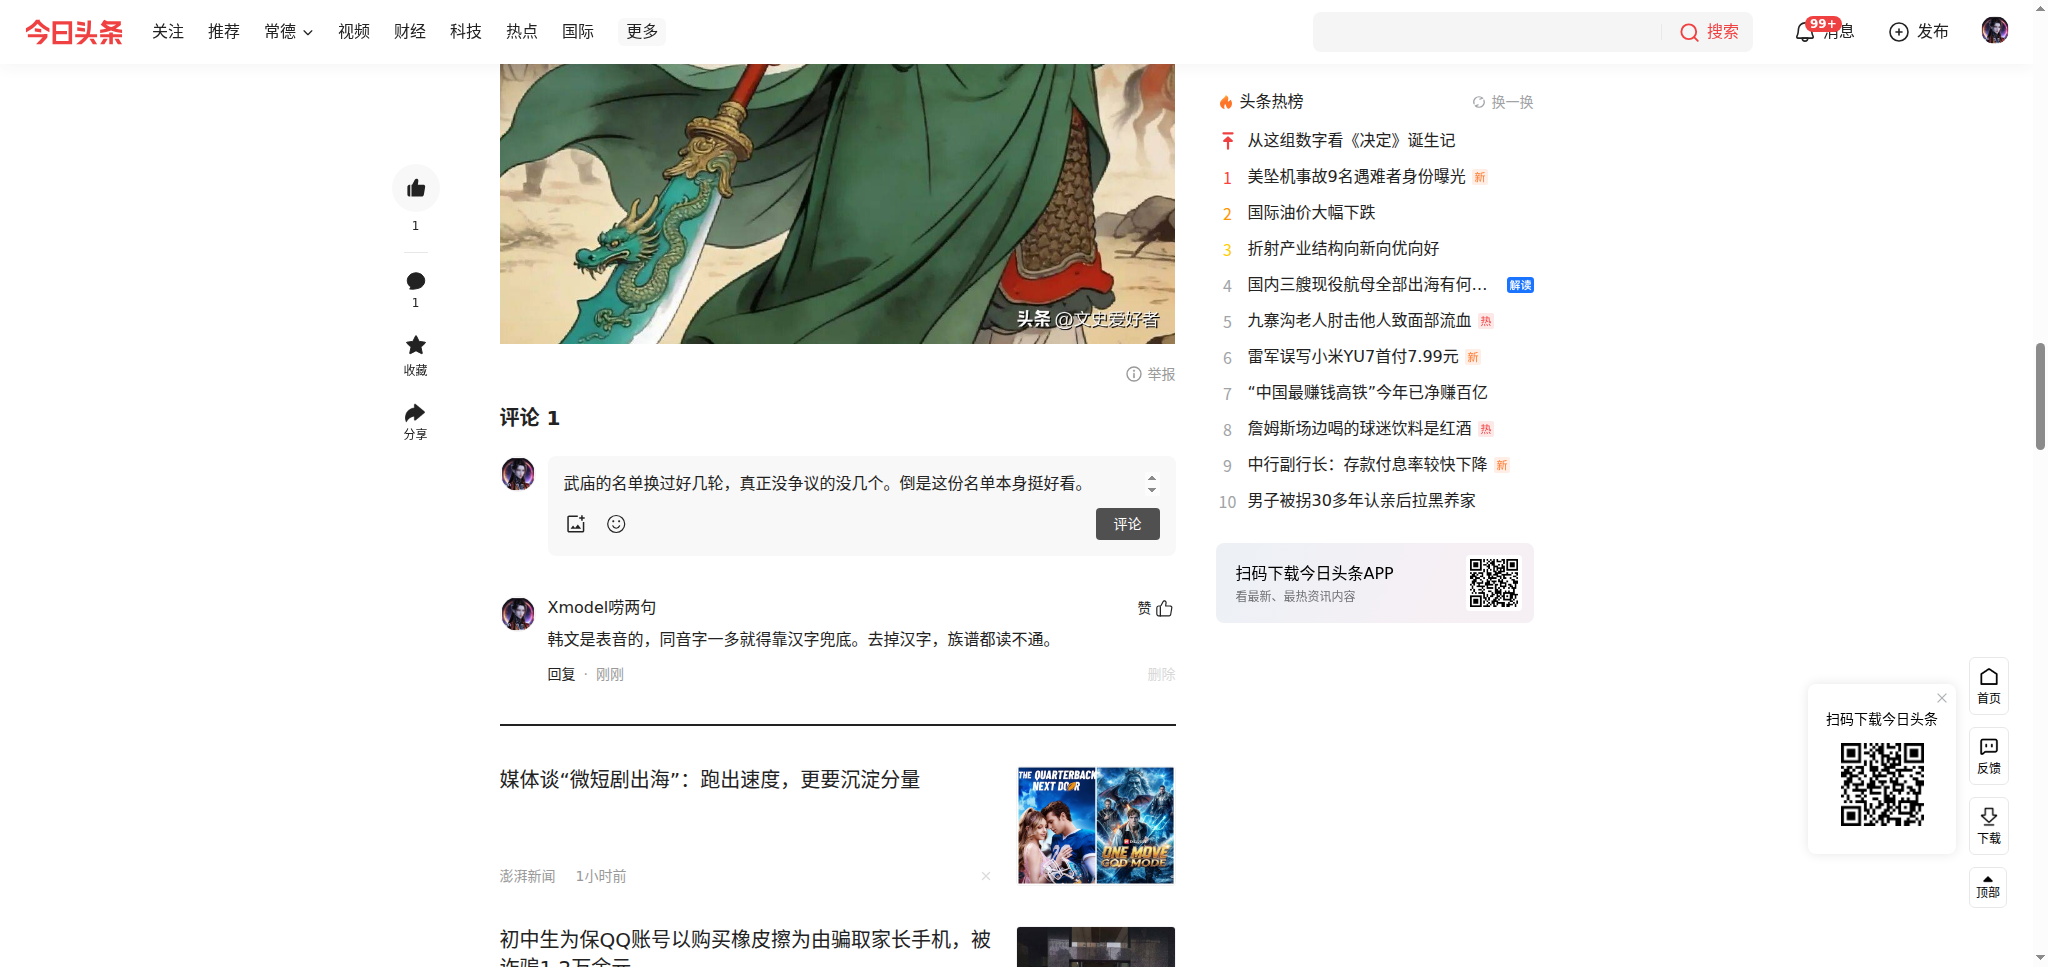 今日头条
关注 推荐 常德 视频 财经 科技 热点 国际 更多
搜索
99+
消息
发布
头条 @文史爱好者
1
1
收藏
分享
举报
评论 1
武庙的名单换过好几轮，真正没争议的没几个。倒是这份名单本身挺好看。
评论
Xmodel唠两句
赞
韩文是表音的，同音字一多就得靠汉字兜底。去掉汉字，族谱都读不通。
回复 · 刚刚
删除
媒体谈“微短剧出海”：跑出速度，更要沉淀分量
澎湃新闻 1小时前
THE QUARTERBACK
NEXT DOOR
ONE MOVE
GOD MODE
初中生为保QQ账号以购买橡皮擦为由骗取家长手机，被
诈骗1.2万余元
头条热榜
换一换
从这组数字看《决定》诞生记
1 美坠机事故9名遇难者身份曝光 新
2 国际油价大幅下跌
3 折射产业结构向新向优向好
4 国内三艘现役航母全部出海有何... 解读
5 九寨沟老人肘击他人致面部流血 热
6 雷军误写小米YU7首付7.99元 新
7 “中国最赚钱高铁”今年已净赚百亿
8 詹姆斯场边喝的球迷饮料是红酒 热
9 中行副行长：存款付息率较快下降 新
10 男子被拐30多年认亲后拉黑养家
扫码下载今日头条APP
看最新、最热资讯内容
扫码下载今日头条
首页
反馈
下载
顶部